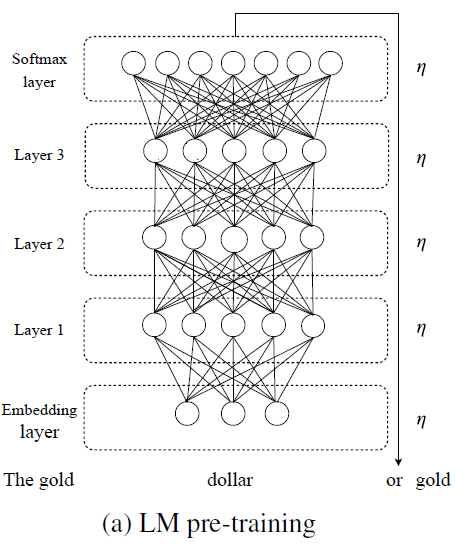 Softmax
layer
η
Layer 3
η
Layer 2
η
Layer 1
η
Embedding
layer
η
The gold dollar or gold
(a) LM pre-training